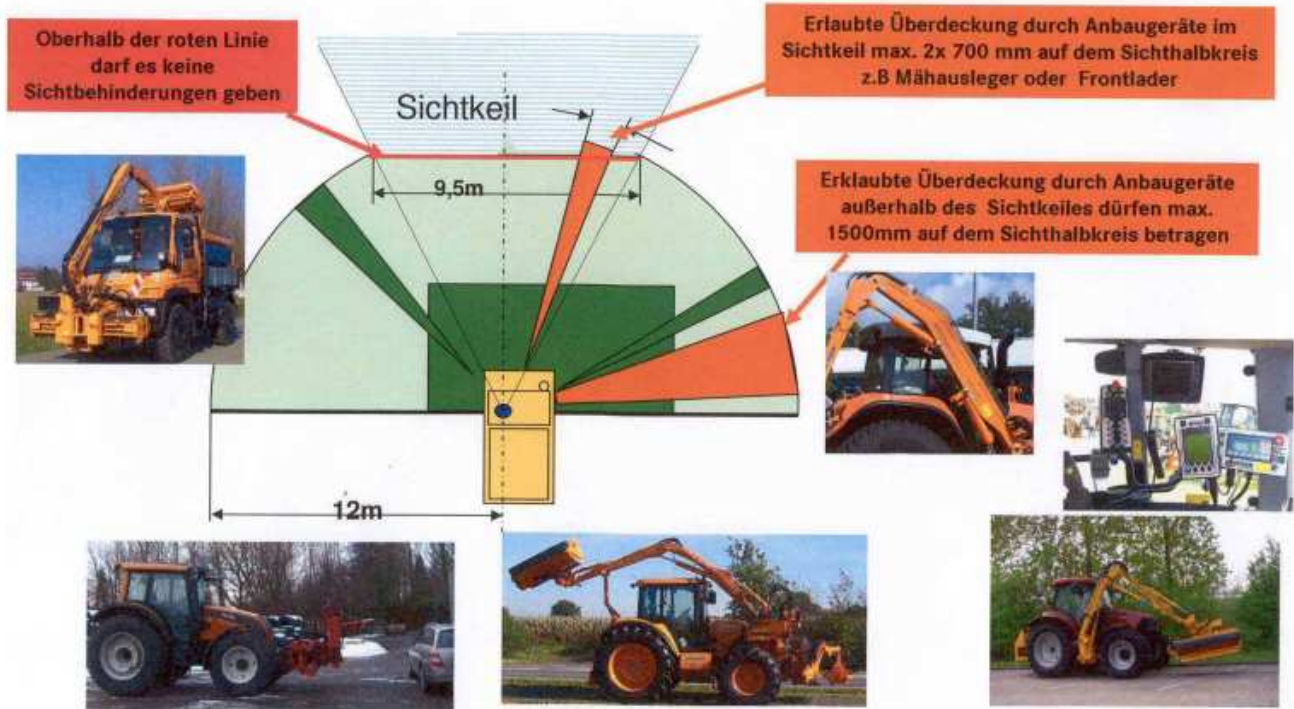 Oberhalb der roten Linie
darf es keine
Sichtbehinderungen geben
Erlaubte Überdeckung durch Anbaugeräte im
Sichtkeil max. 2x 700 mm auf dem Sichthalbkreis
z.B Mähausleger oder Frontlader
Sichtkeil
9,5m
Erklaubte Überdeckung durch Anbaugeräte
außerhalb des Sichtkeiles dürfen max.
1500mm auf dem Sichthalbkreis betragen
12m